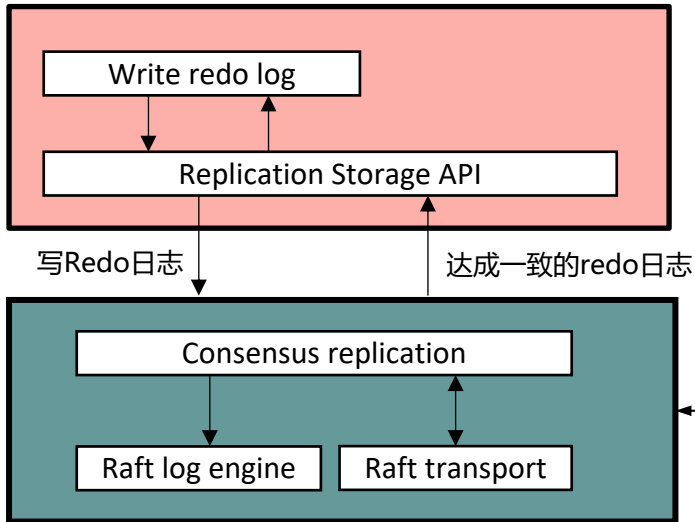 Write redo log
Replication Storage API
写Redo日志
达成一致的redo日志
Consensus replication
Raft log engine
Raft transport